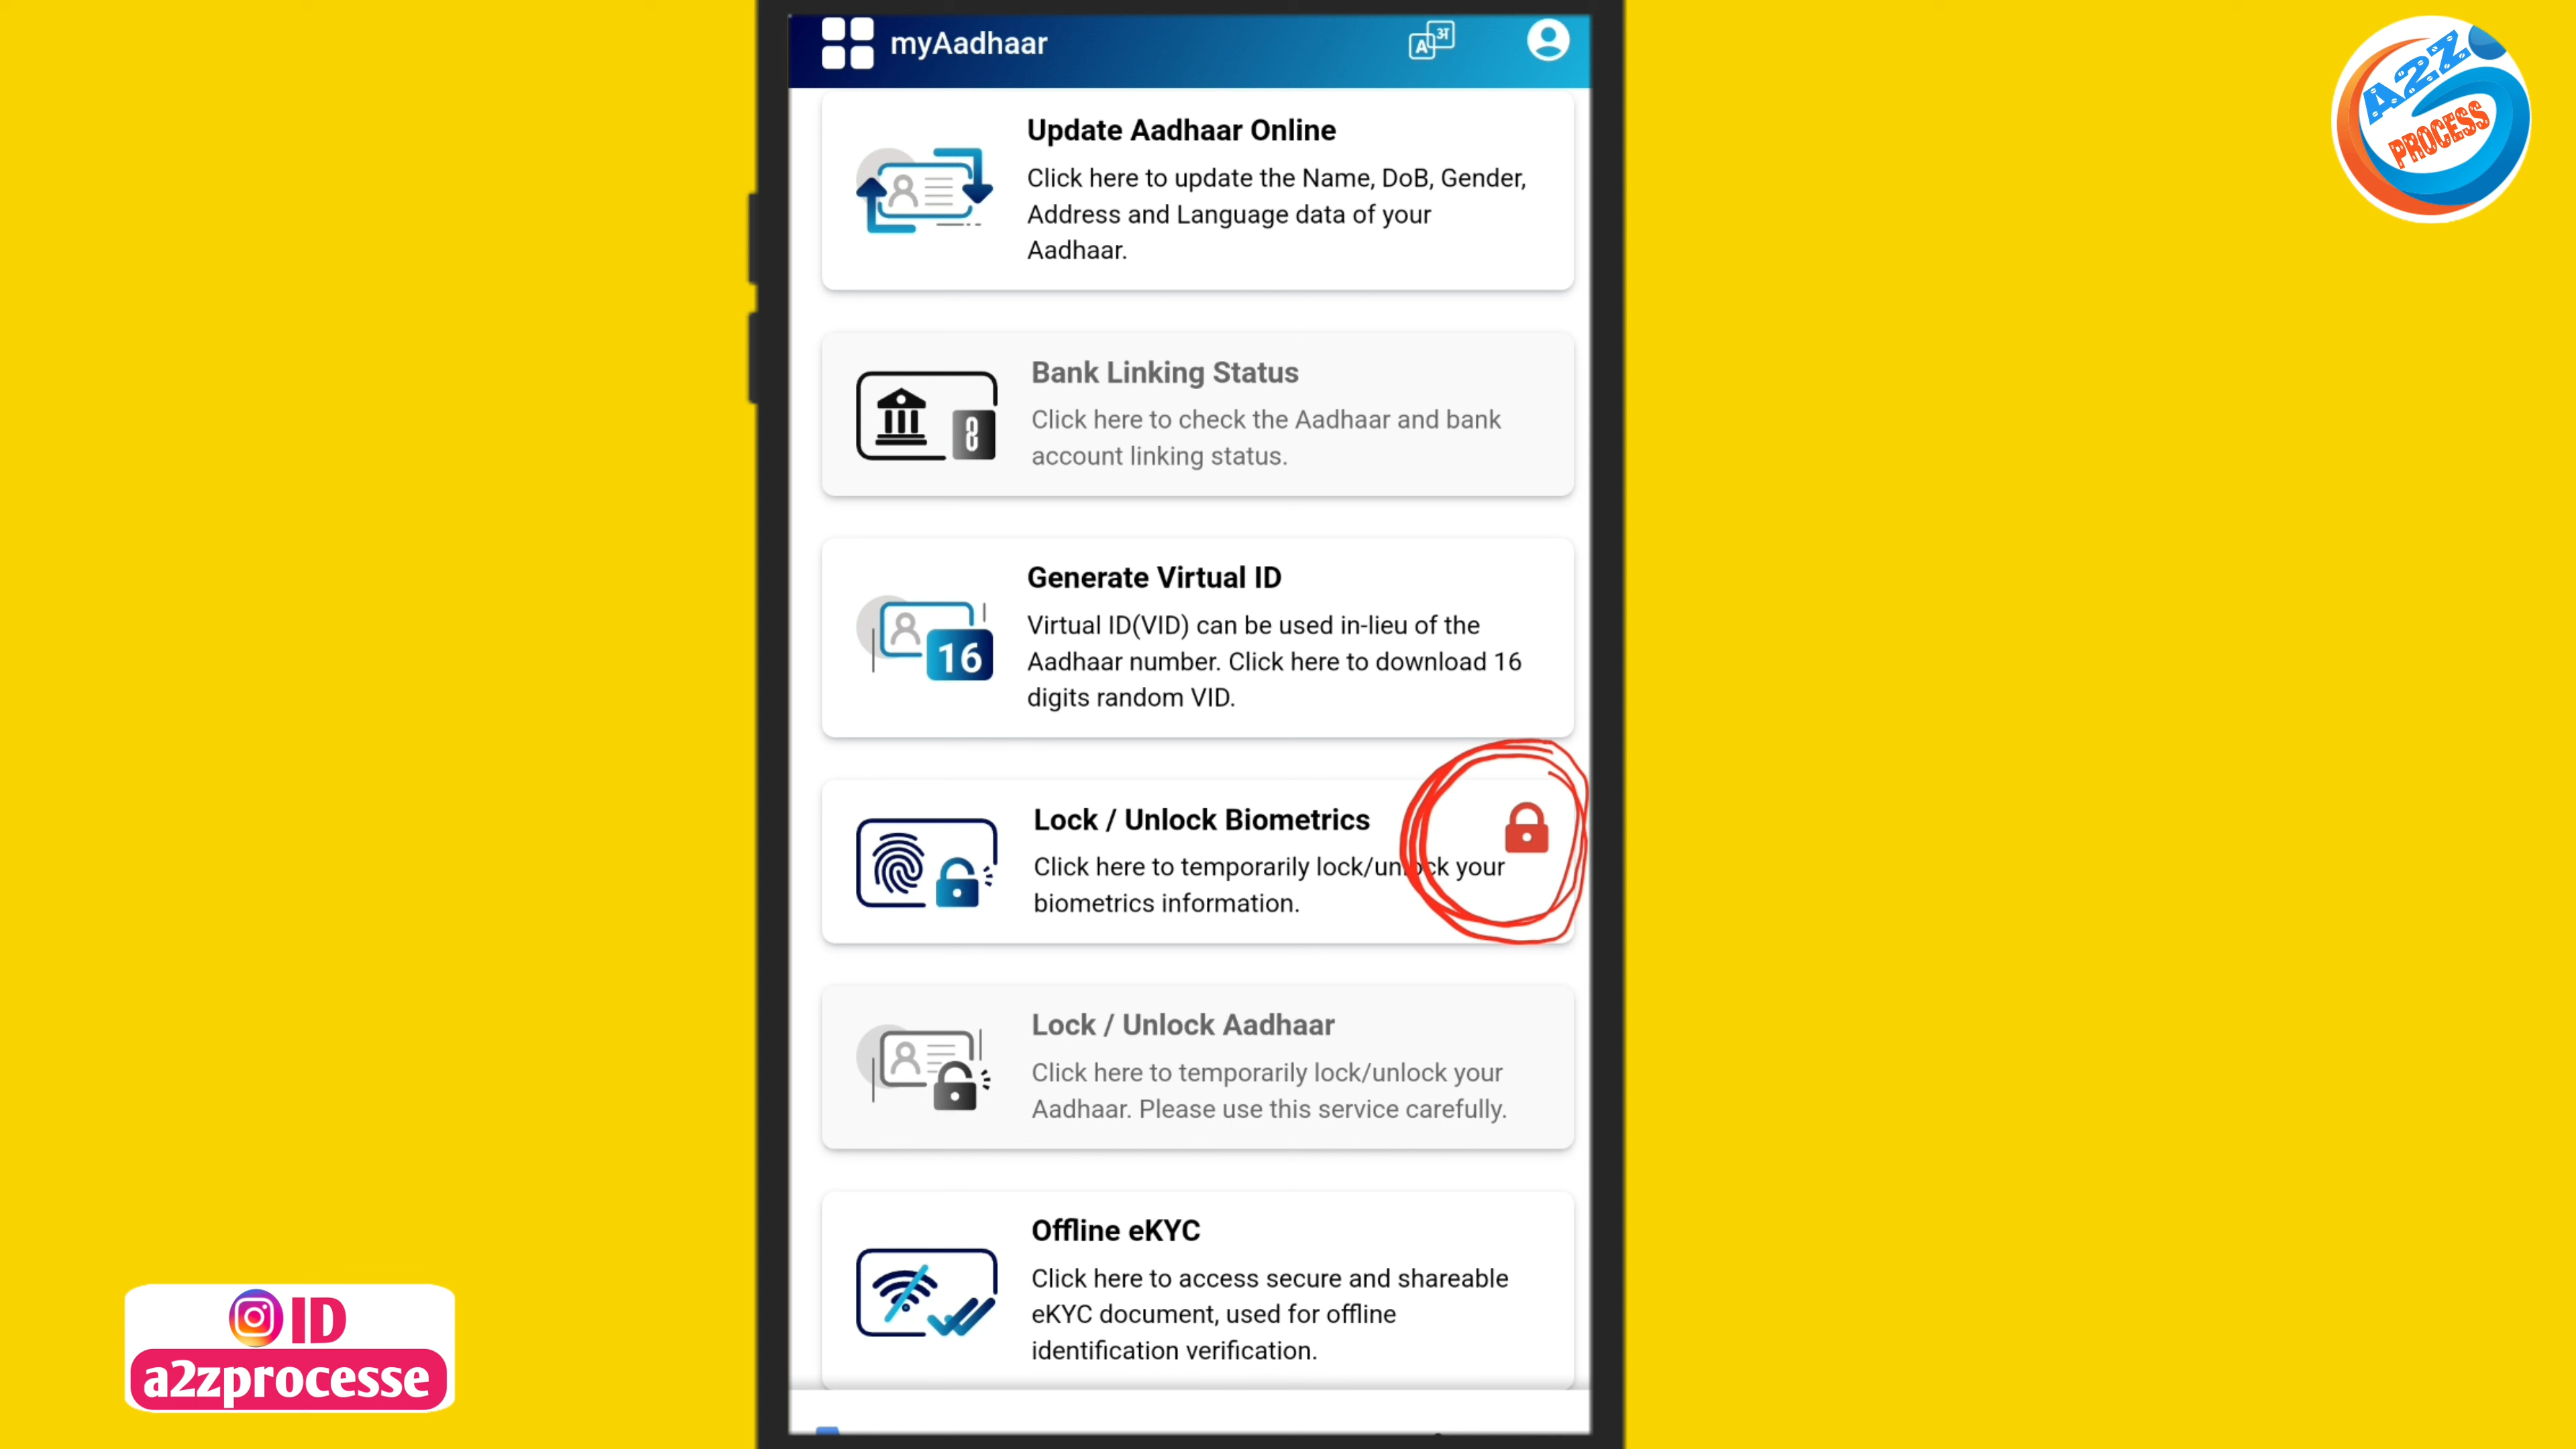 myAadhaar
A अ
A2Z
PROCESS
Update Aadhaar Online
Click here to update the Name, DoB, Gender,
Address and Language data of your
Aadhaar.
Bank Linking Status
Click here to check the Aadhaar and bank
account linking status.
Generate Virtual ID
Virtual ID(VID) can be used in-lieu of the
Aadhaar number. Click here to download 16
digits random VID.
16
Lock / Unlock Biometrics
Click here to temporarily lock/unlock your
biometrics information.
Lock / Unlock Aadhaar
Click here to temporarily lock/unlock your
Aadhaar. Please use this service carefully.
Offline eKYC
Click here to access secure and shareable
eKYC document, used for offline
identification verification.
ID
a2zprocesse